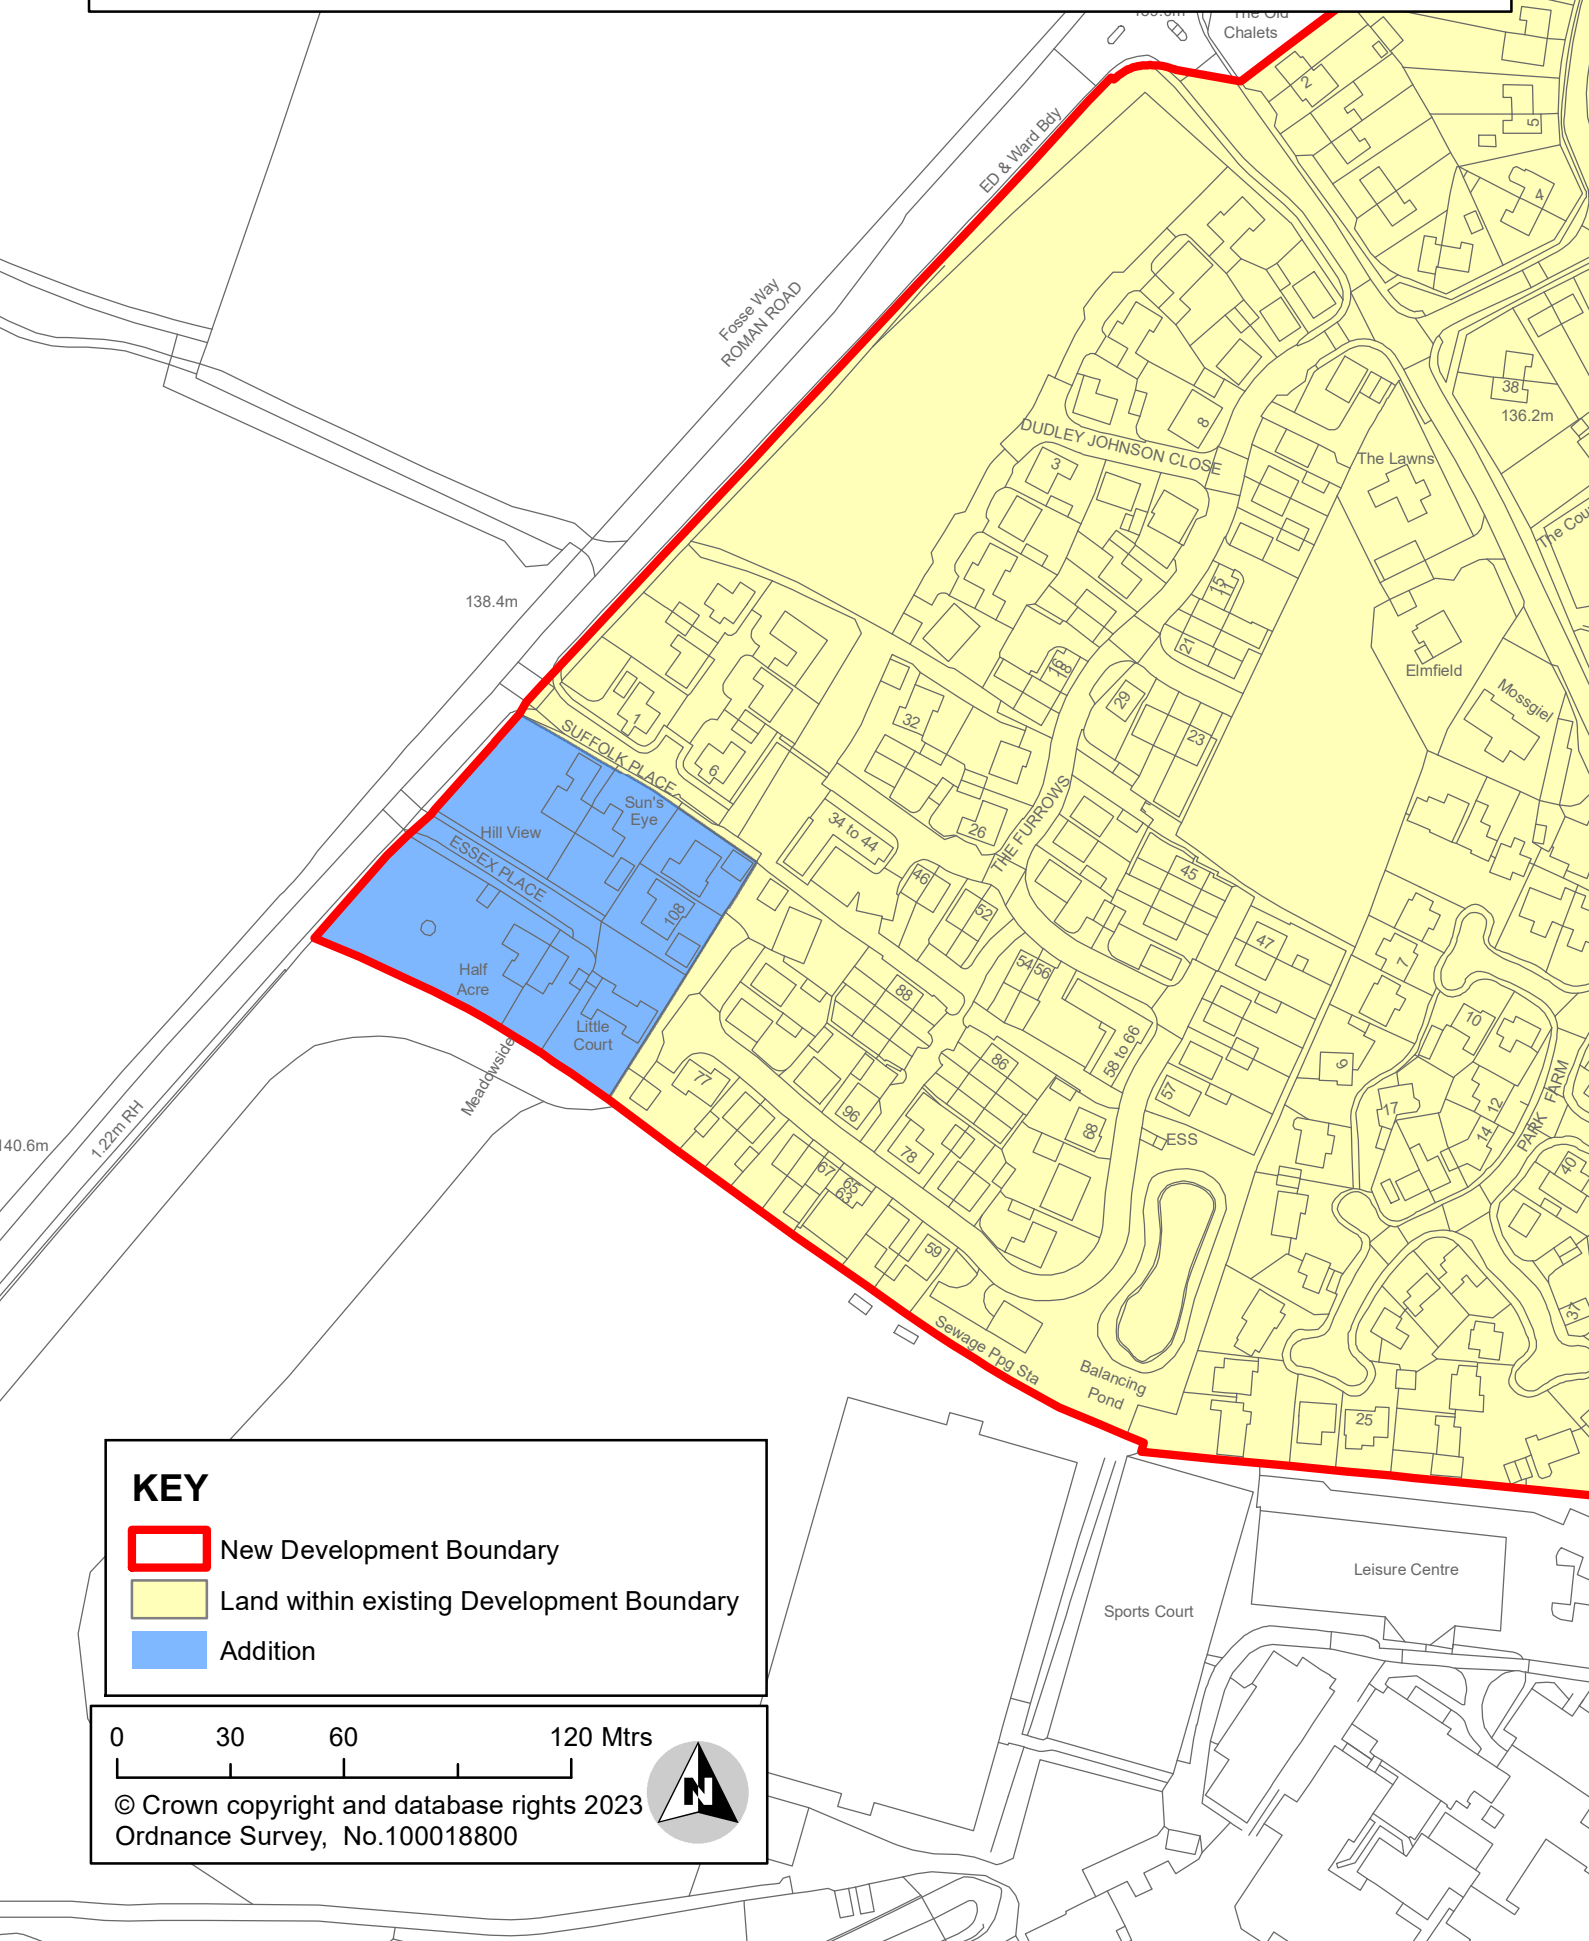 The Old
Chalets
2
5
4
ED & Ward Bdy
Fosse Way
ROMAN ROAD
38
136.2m
8
DUDLEY JOHNSON CLOSE
3
The Lawns
138.4m
15
21
16
18
Elmfield
Mossgiel
29
23
32
1
SUFFOLK PLACE
6
Sun's
Eye
Hill View
ESSEX PLACE
34 to 44
26
THE FURROWS
46
45
52
108
47
7
54
56
Half
Acre
88
10
Little
Court
Meadowside
58 to 66
86
9
77
57
96
68
ESS
17
12
14
PARK FARM
40
140.6m
1.22m RH
78
67
65
63
59
37
Sewage Ppg Sta
Balancing
Pond
25
KEY
New Development Boundary
Land within existing Development Boundary
Addition
Leisure Centre
Sports Court
0 30 60 120 Mtrs
N
© Crown copyright and database rights 2023
Ordnance Survey, No.100018800